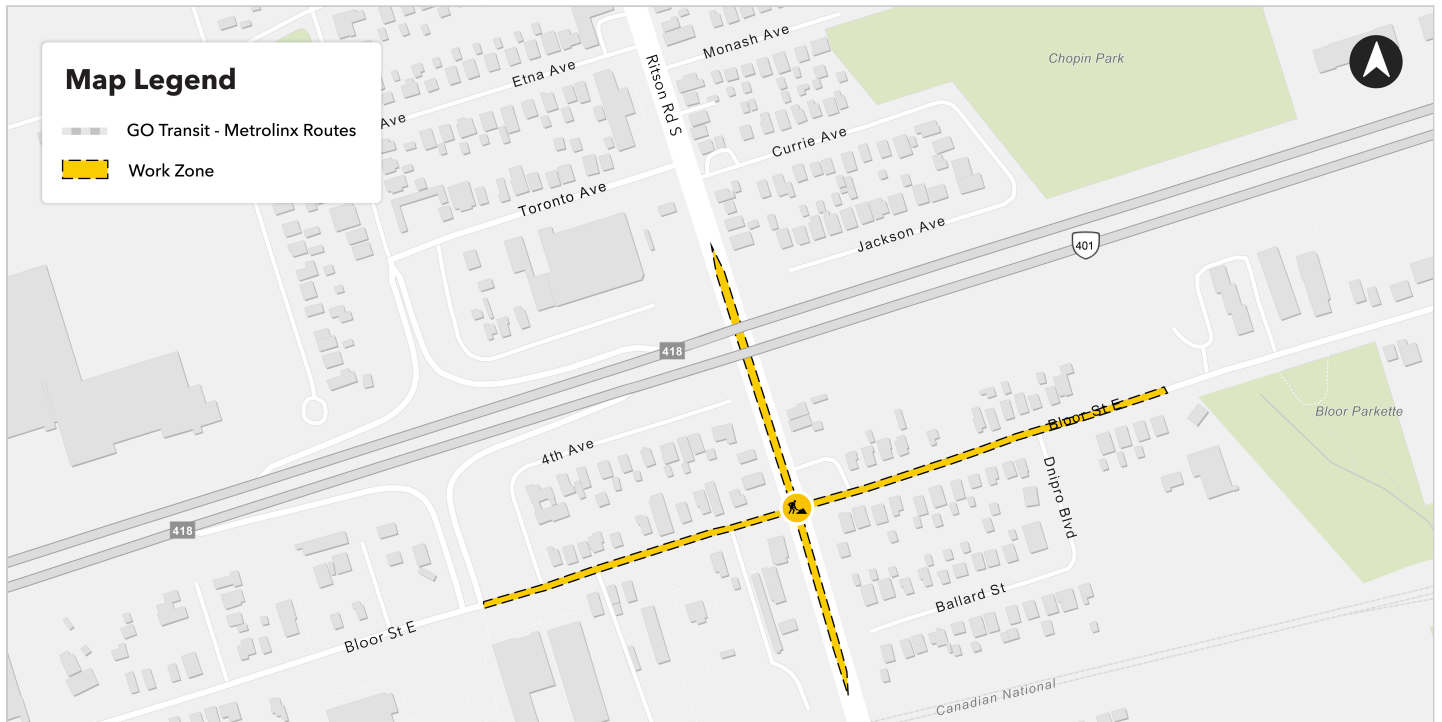 Map Legend
GO Transit - Metrolinx Routes
Work Zone
Monash Ave
Etna Ave
Ritson Rd S
Chopin Park
Ave
Currie Ave
Toronto Ave
Jackson Ave
401
418
Bloor St E
Bloor Parkette
4th Ave
Dnipro Blvd
418
Ballard St
Bloor St E
Canadian National